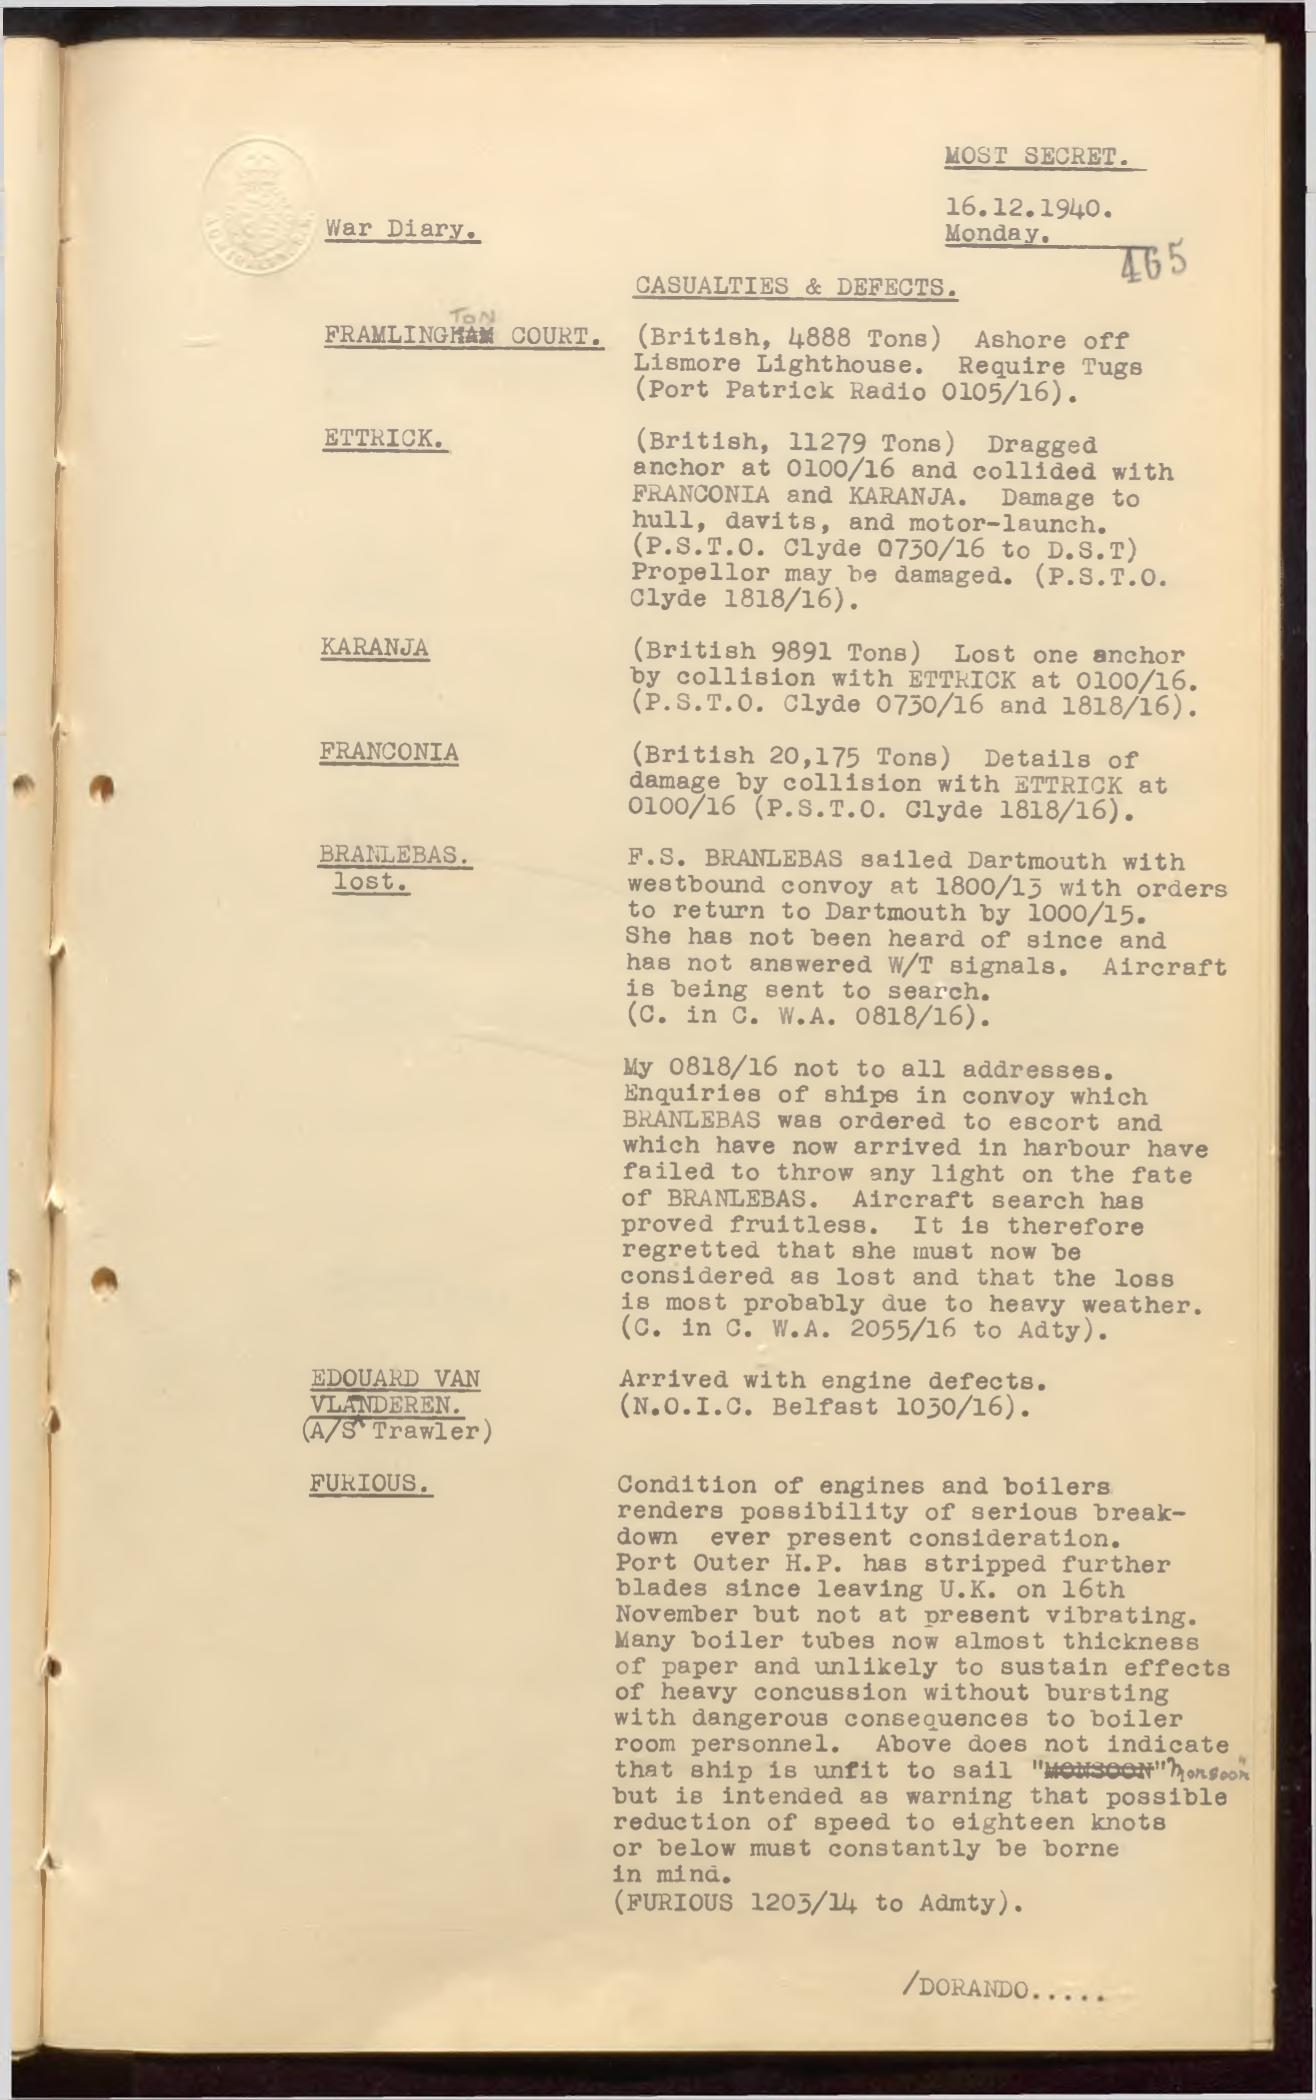 MOST SECRET.
16.12.1940.
Monday.
War Diary.
465
CASUALTIES & DEFECTS.
TON
FRAMLINGHAM COURT. (British, 4888 Tons) Ashore off
Lismore Lighthouse. Require Tugs
(Port Patrick Radio 0105/16).
ETTRICK. (British, 11279 Tons) Dragged
anchor at 0100/16 and collided with
FRANCONIA and KARANJA. Damage to
hull, davits, and motor-launch.
(P.S.T.O. Clyde 0730/16 to D.S.T)
Propellor may be damaged. (P.S.T.O.
Clyde 1818/16).
KARANJA (British 9891 Tons) Lost one anchor
by collision with ETTRICK at 0100/16.
(P.S.T.O. Clyde 0730/16 and 1818/16).
FRANCONIA (British 20,175 Tons) Details of
damage by collision with ETTRICK at
0100/16 (P.S.T.O. Clyde 1818/16).
BRANLEBAS. F.S. BRANLEBAS sailed Dartmouth with
lost. westbound convoy at 1800/13 with orders
to return to Dartmouth by 1000/15.
She has not been heard of since and
has not answered W/T signals. Aircraft
is being sent to search.
(C. in C. W.A. 0818/16).
My 0818/16 not to all addresses.
Enquiries of ships in convoy which
BRANLEBAS was ordered to escort and
which have now arrived in harbour have
failed to throw any light on the fate
of BRANLEBAS. Aircraft search has
proved fruitless. It is therefore
regretted that she must now be
considered as lost and that the loss
is most probably due to heavy weather.
(C. in C. W.A. 2055/16 to Adty).
EDOUARD VAN Arrived with engine defects.
VLANDEREN. (N.O.I.C. Belfast 1030/16).
(A/S Trawler)
FURIOUS. Condition of engines and boilers
renders possibility of serious break-
down ever present consideration.
Port Outer H.P. has stripped further
blades since leaving U.K. on 16th
November but not at present vibrating.
Many boiler tubes now almost thickness
of paper and unlikely to sustain effects
of heavy concussion without bursting
with dangerous consequences to boiler
room personnel. Above does not indicate
that ship is unfit to sail "MONSOON" Monsoon"
but is intended as warning that possible
reduction of speed to eighteen knots
or below must constantly be borne
in mind.
(FURIOUS 1203/14 to Admty).
/DORANDO.....